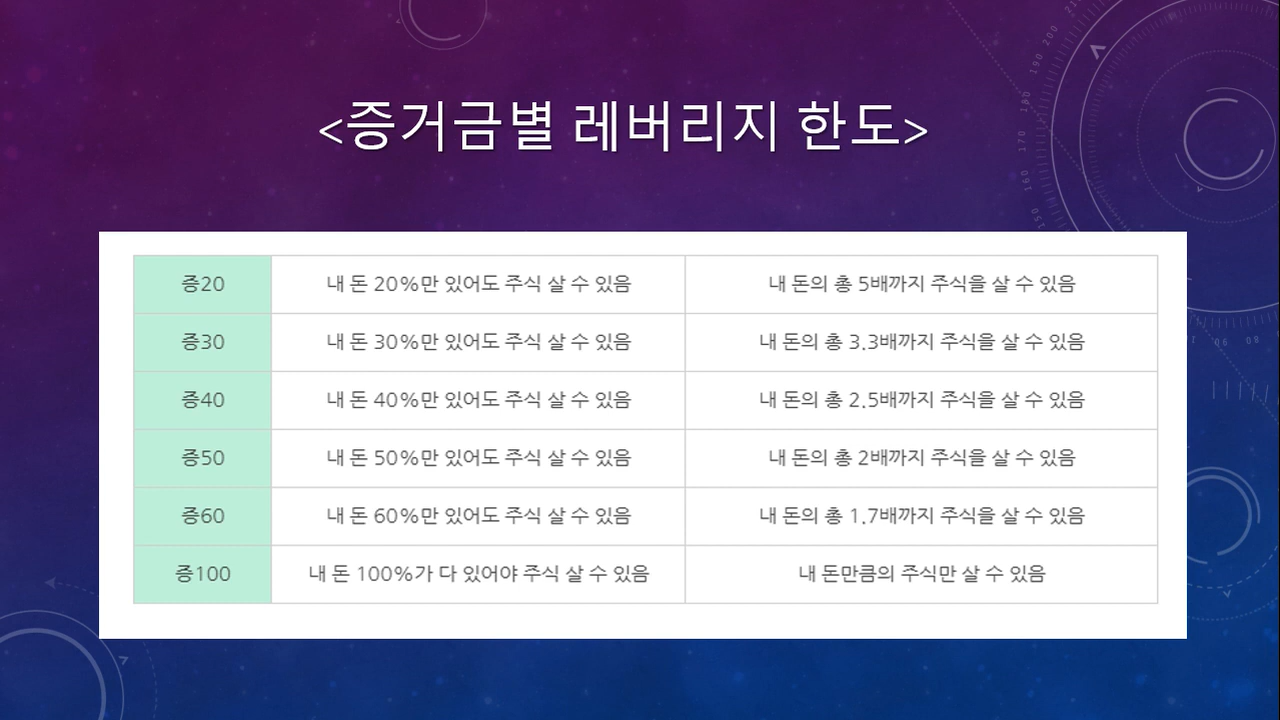 <증거금별 레버리지 한도>
증20 내 돈 20%만 있어도 주식 살 수 있음 내 돈의 총 5배까지 주식을 살 수 있음
증30 내 돈 30%만 있어도 주식 살 수 있음 내 돈의 총 3.3배까지 주식을 살 수 있음
증40 내 돈 40%만 있어도 주식 살 수 있음 내 돈의 총 2.5배까지 주식을 살 수 있음
증50 내 돈 50%만 있어도 주식 살 수 있음 내 돈의 총 2배까지 주식을 살 수 있음
증60 내 돈 60%만 있어도 주식 살 수 있음 내 돈의 총 1.7배까지 주식을 살 수 있음
증100 내 돈 100%가 다 있어야 주식 살 수 있음 내 돈만큼의 주식만 살 수 있음
150
160
170
180
190
200
90
80